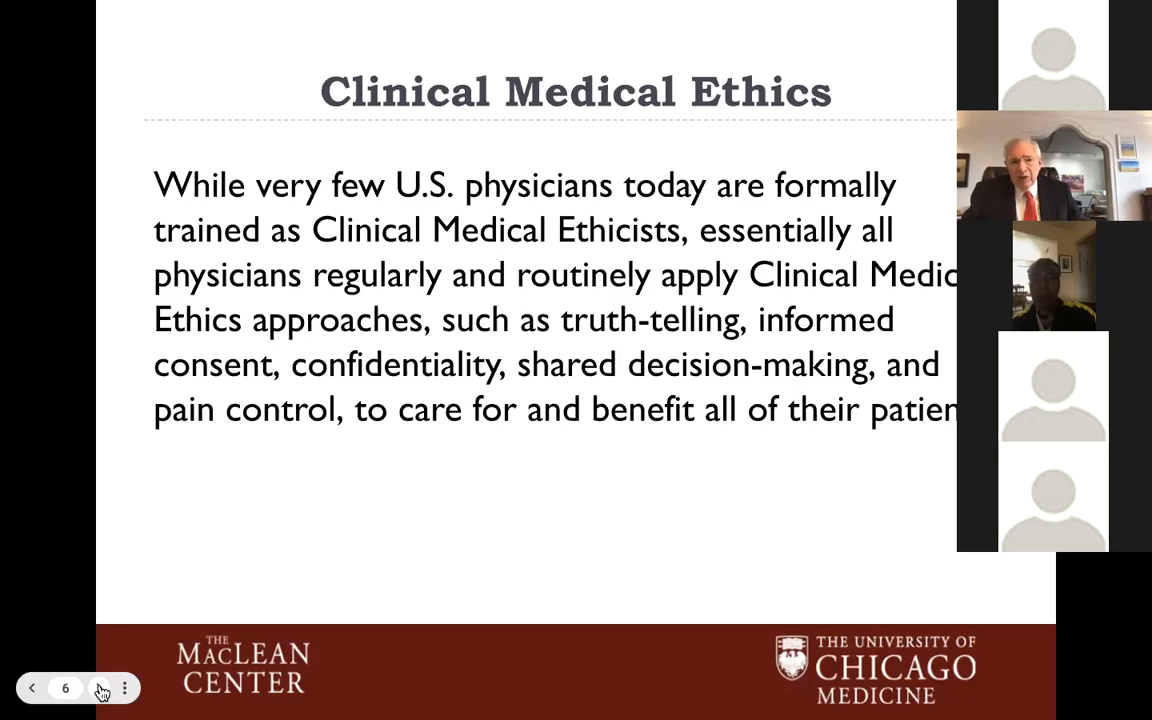 Clinical Medical Ethics
While very few U.S. physicians today are formally
trained as Clinical Medical Ethicists, essentially all
physicians regularly and routinely apply Clinical Medic
Ethics approaches, such as truth-telling, informed
consent, confidentiality, shared decision-making, and
pain control, to care for and benefit all of their patien
THE
MACLEAN
CENTER
THE UNIVERSITY OF
CHICAGO
MEDICINE
6